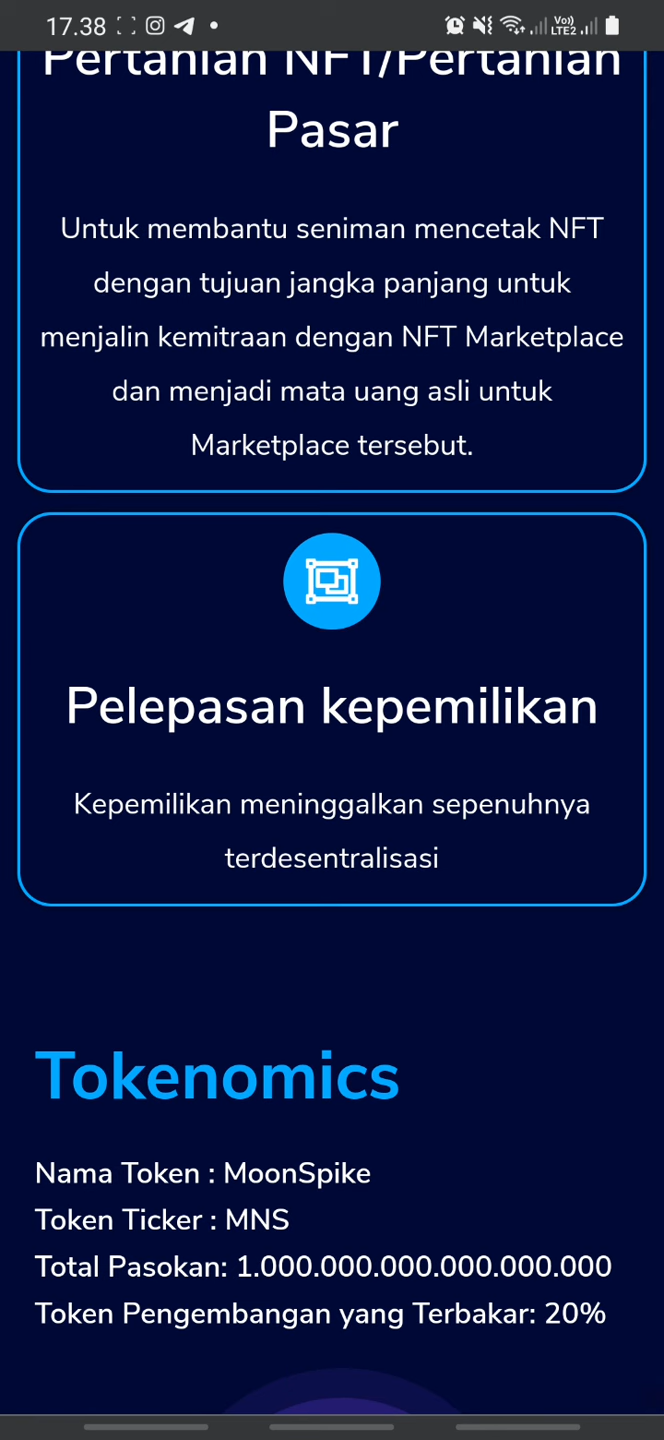 17.38
Vo))
LTE2
Pertanian NFT/Pertanian
Pasar
Untuk membantu seniman mencetak NFT
dengan tujuan jangka panjang untuk
menjalin kemitraan dengan NFT Marketplace
dan menjadi mata uang asli untuk
Marketplace tersebut.
Pelepasan kepemilikan
Kepemilikan meninggalkan sepenuhnya
terdesentralisasi
Tokenomics
Nama Token : MoonSpike
Token Ticker : MNS
Total Pasokan: 1.000.000.000.000.000.000
Token Pengembangan yang Terbakar: 20%